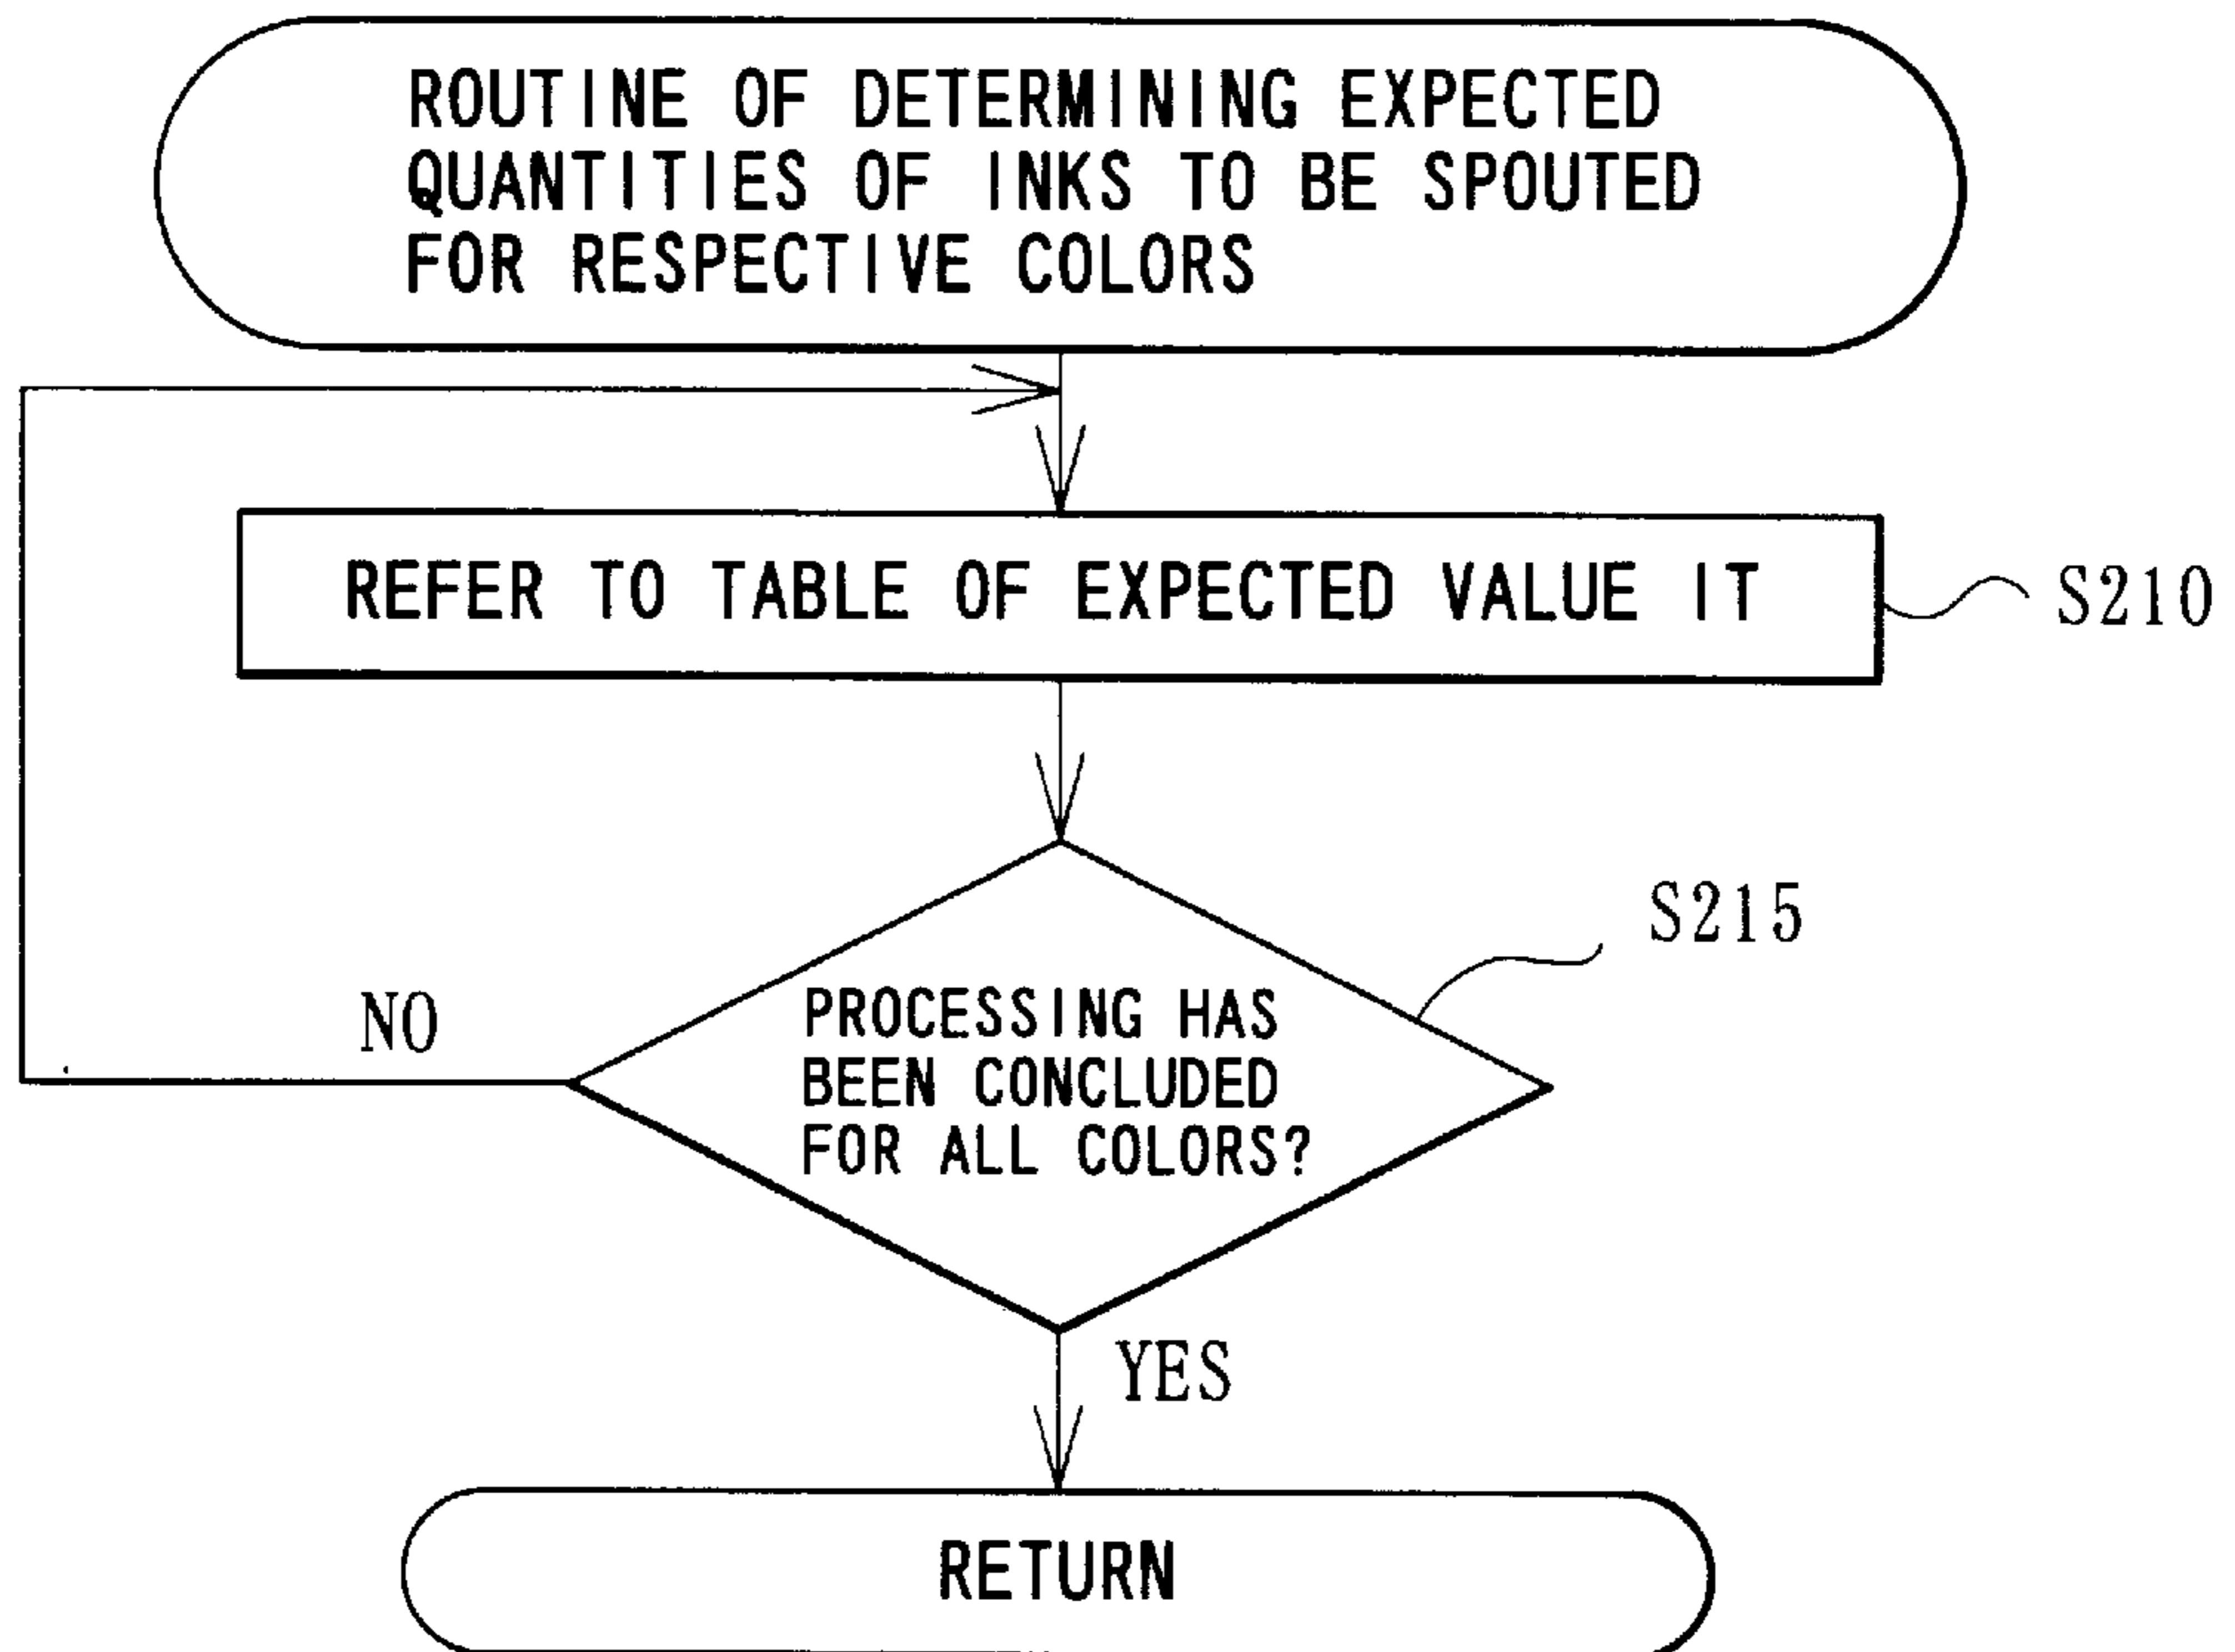 ROUTINE OF DETERMINING EXPECTED
QUANTITIES OF INKS TO BE SPOUTED
FOR RESPECTIVE COLORS
REFER TO TABLE OF EXPECTED VALUE IT
S210
S215
PROCESSING HAS
BEEN CONCLUDED
FOR ALL COLORS?
NO
YES
RETURN